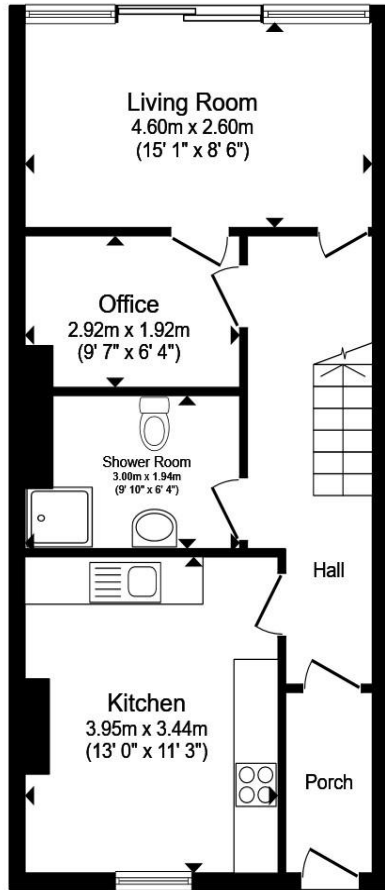 Living Room
4.60m x 2.60m
(15' 1" x 8' 6")
Office
2.92m x 1.92m
(9' 7" x 6' 4")
Shower Room
3.00m x 1.94m
(9' 10" x 6' 4")
Hall
Kitchen
3.95m x 3.44m
(13' 0" x 11' 3")
Porch